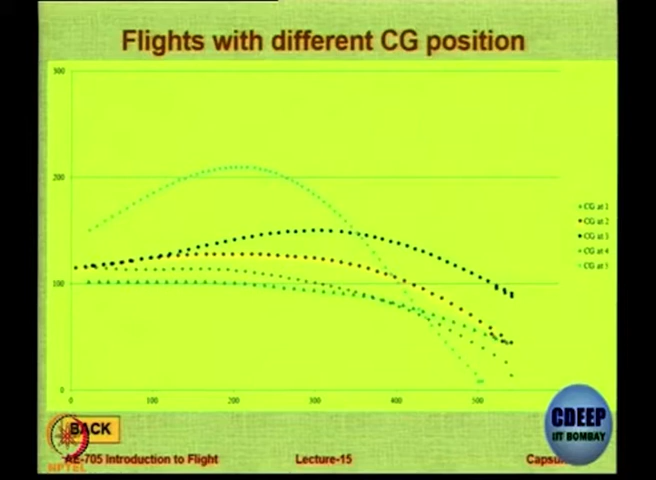 Flights with different CG position
300
200
100
0
0 100 200 300 400 500
CG at 1
CG at 2
CG at 3
CG at 4
CG at 5
BACK
NPTEL
AE-705 Introduction to Flight
Lecture-15
CDEEP
IIT BOMBAY